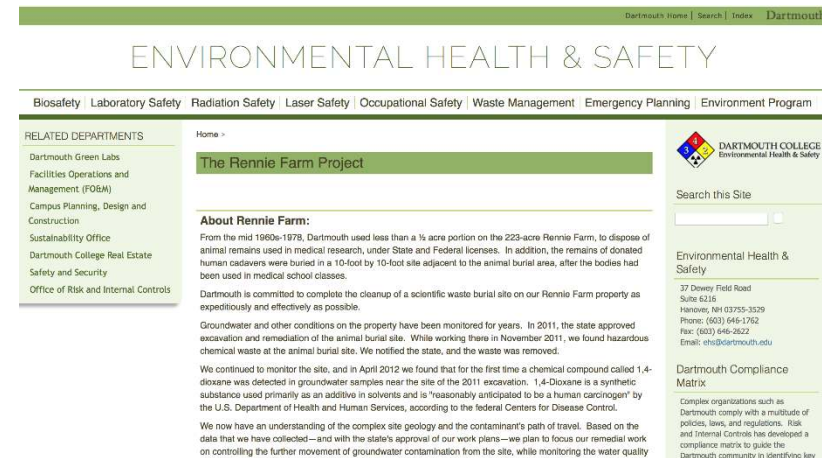 Dartmouth Home | Search | Index Dartmouth
ENVIRONMENTAL HEALTH & SAFETY
Biosafety | Laboratory Safety | Radiation Safety | Laser Safety | Occupational Safety | Waste Management | Emergency Planning | Environment Program
RELATED DEPARTMENTS
Dartmouth Green Labs
Facilities Operations and
Management (FO&M)
Campus Planning, Design and
Construction
Sustainability Office
Dartmouth College Real Estate
Safety and Security
Office of Risk and Internal Controls
Home »
The Rennie Farm Project
About Rennie Farm:
From the mid 1960s-1978, Dartmouth used less than a ½ acre portion on the 223-acre Rennie Farm, to dispose of
animal remains used in medical research, under State and Federal licenses. In addition, the remains of donated
human cadavers were buried in a 10-foot by 10-foot site adjacent to the animal burial area, after the bodies had
been used in medical school classes.
Dartmouth is committed to complete the cleanup of a scientific waste burial site on our Rennie Farm property as
expeditiously and effectively as possible.
Groundwater and other conditions on the property have been monitored for years. In 2011, the state approved
excavation and remediation of the animal burial site. While working there in November 2011, we found hazardous
chemical waste at the animal burial site. We notified the state, and the waste was removed.
We continued to monitor the site, and in April 2012 we found that for the first time a chemical compound called 1,4-
dioxane was detected in groundwater samples near the site of the 2011 excavation. 1,4-Dioxane is a synthetic
substance used primarily as an additive in solvents and is "reasonably anticipated to be a human carcinogen" by
the U.S. Department of Health and Human Services, according to the federal Centers for Disease Control.
We now have an understanding of the complex site geology and the contaminant's path of travel. Based on the
data that we have collected—and with the state's approval of our work plans—we plan to focus our remedial work
on controlling the further movement of groundwater contamination from the site, while monitoring the water quality
3 4 2
DARTMOUTH COLLEGE
Environmental Health & Safety
Search this Site
Environmental Health &
Safety
37 Dewey Field Road
Suite 6216
Hanover, NH 03755-3529
Phone: (603) 646-1762
Fax: (603) 646-2622
Email: ehs@dartmouth.edu
Dartmouth Compliance
Matrix
Complex organizations such as
Dartmouth comply with a multitude of
policies, laws, and regulations. Risk
and Internal Controls has developed a
compliance matrix to guide the
Dartmouth community in identifying key